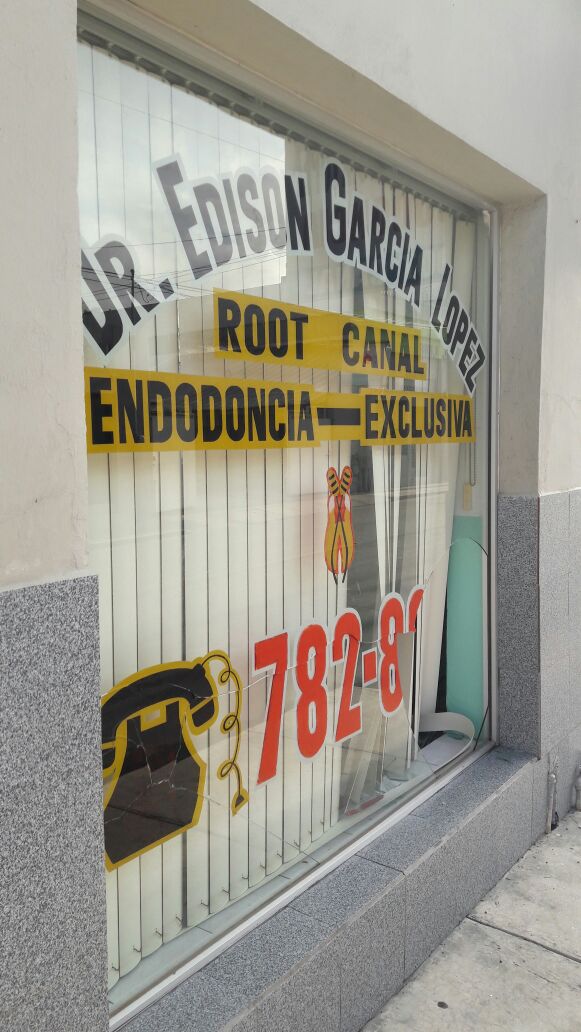 DR. EDISON GARCIA LOPEZ
ROOT CANAL
ENDODONCIA—EXCLUSIVA
782-8